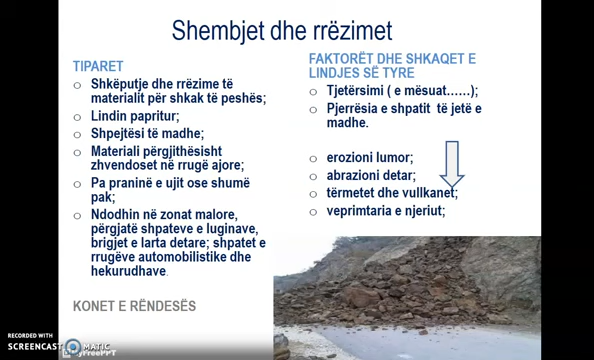 Shembjet dhe rrëzimet
TIPARET
Shkëputje dhe rrëzime të
materialit për shkak të peshës;
Lindin papritur;
Shpejtësi të madhe;
Materiali përgjithësisht
zhvendoset në rrugë ajore;
Pa praninë e ujit ose shumë
pak;
Ndodhin në zonat malore,
përgjatë shpateve e luginave,
brigjet e larta detare; shpatet e
rrugëve automobilistike dhe
hekurudhave.
KONET E RËNDESËS
FAKTORËT DHE SHKAQET E
LINDJES SË TYRE
Tjetërsimi ( e mësuat……);
Pjerrësia e shpatit të jetë e
madhe.
erozioni lumor;
abrazioni detar;
tërmetet dhe vullkanet;
veprimtaria e njeriut;
RECORDED WITH
SCREENCAST MATIC
FreePPT